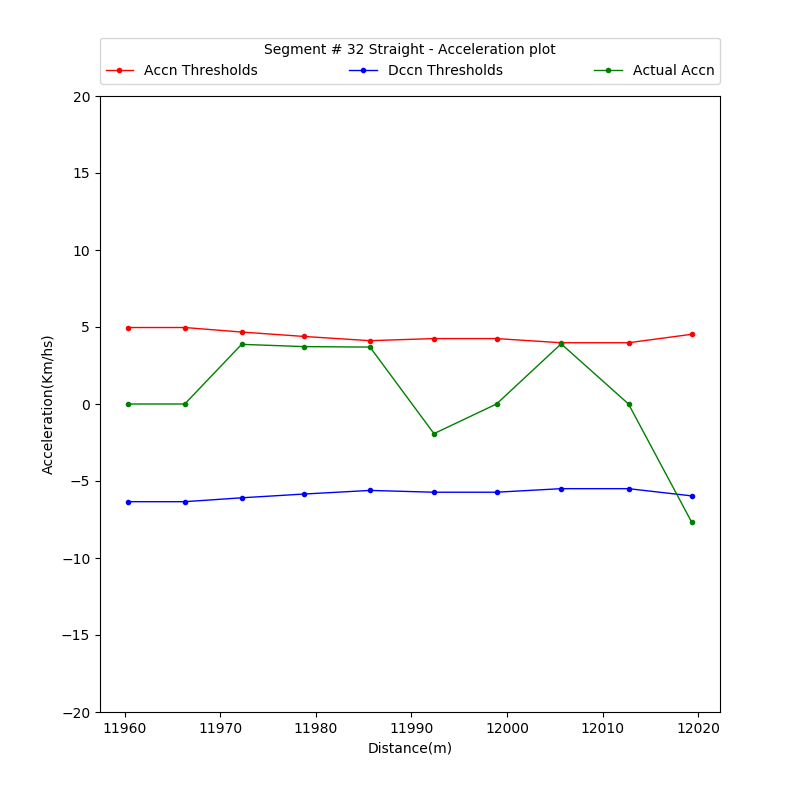 Segment # 32 Straight - Acceleration plot
Accn Thresholds Dccn Thresholds Actual Accn
20
15
10
5
0
−5
−10
−15
−20
Acceleration(Km/hs)
11960 11970 11980 11990 12000 12010 12020
Distance(m)